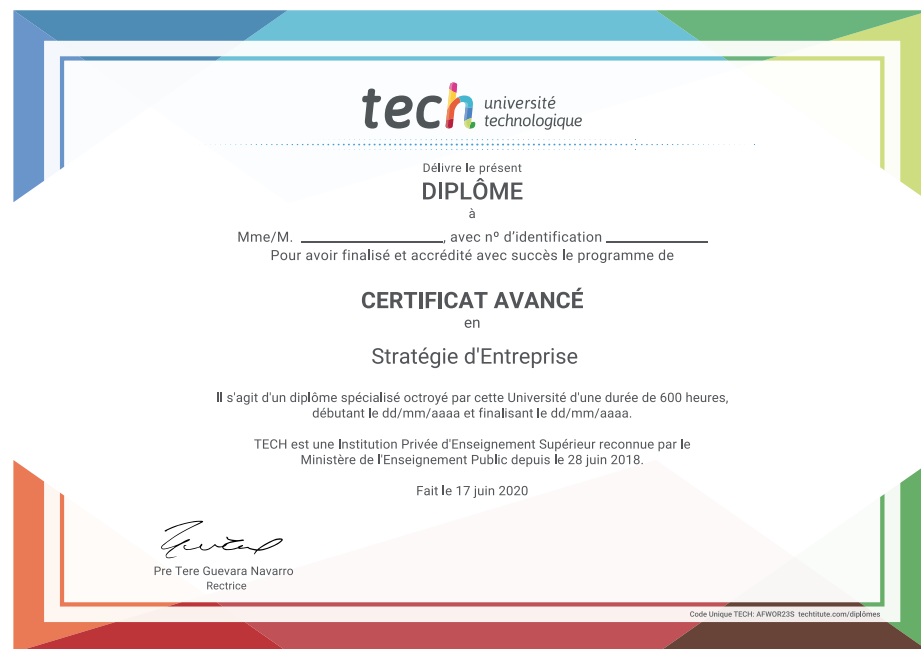 tech université
technologique
Délivre le présent
DIPLÔME
à
Mme/M. ____________________, avec nº d'identification ______________
Pour avoir finalisé et accrédité avec succès le programme de
CERTIFICAT AVANCÉ
en
Stratégie d'Entreprise
Il s'agit d'un diplôme spécialisé octroyé par cette Université d'une durée de 600 heures,
débutant le dd/mm/aaaa et finalisant le dd/mm/aaaa.
TECH est une Institution Privée d'Enseignement Supérieur reconnue par le
Ministère de l'Enseignement Public depuis le 28 juin 2018.
Fait le 17 juin 2020
Pre Tere Guevara Navarro
Rectrice
Code Unique TECH: AFWOR23S techtitute.com/diplômes